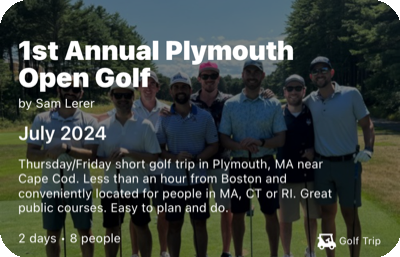 1st Annual Plymouth
Open Golf
by Sam Lerer
July 2024
Thursday/Friday short golf trip in Plymouth, MA near
Cape Cod. Less than an hour from Boston and
conveniently located for people in MA, CT or RI. Great
public courses. Easy to plan and do.
2 days • 8 people
Golf Trip